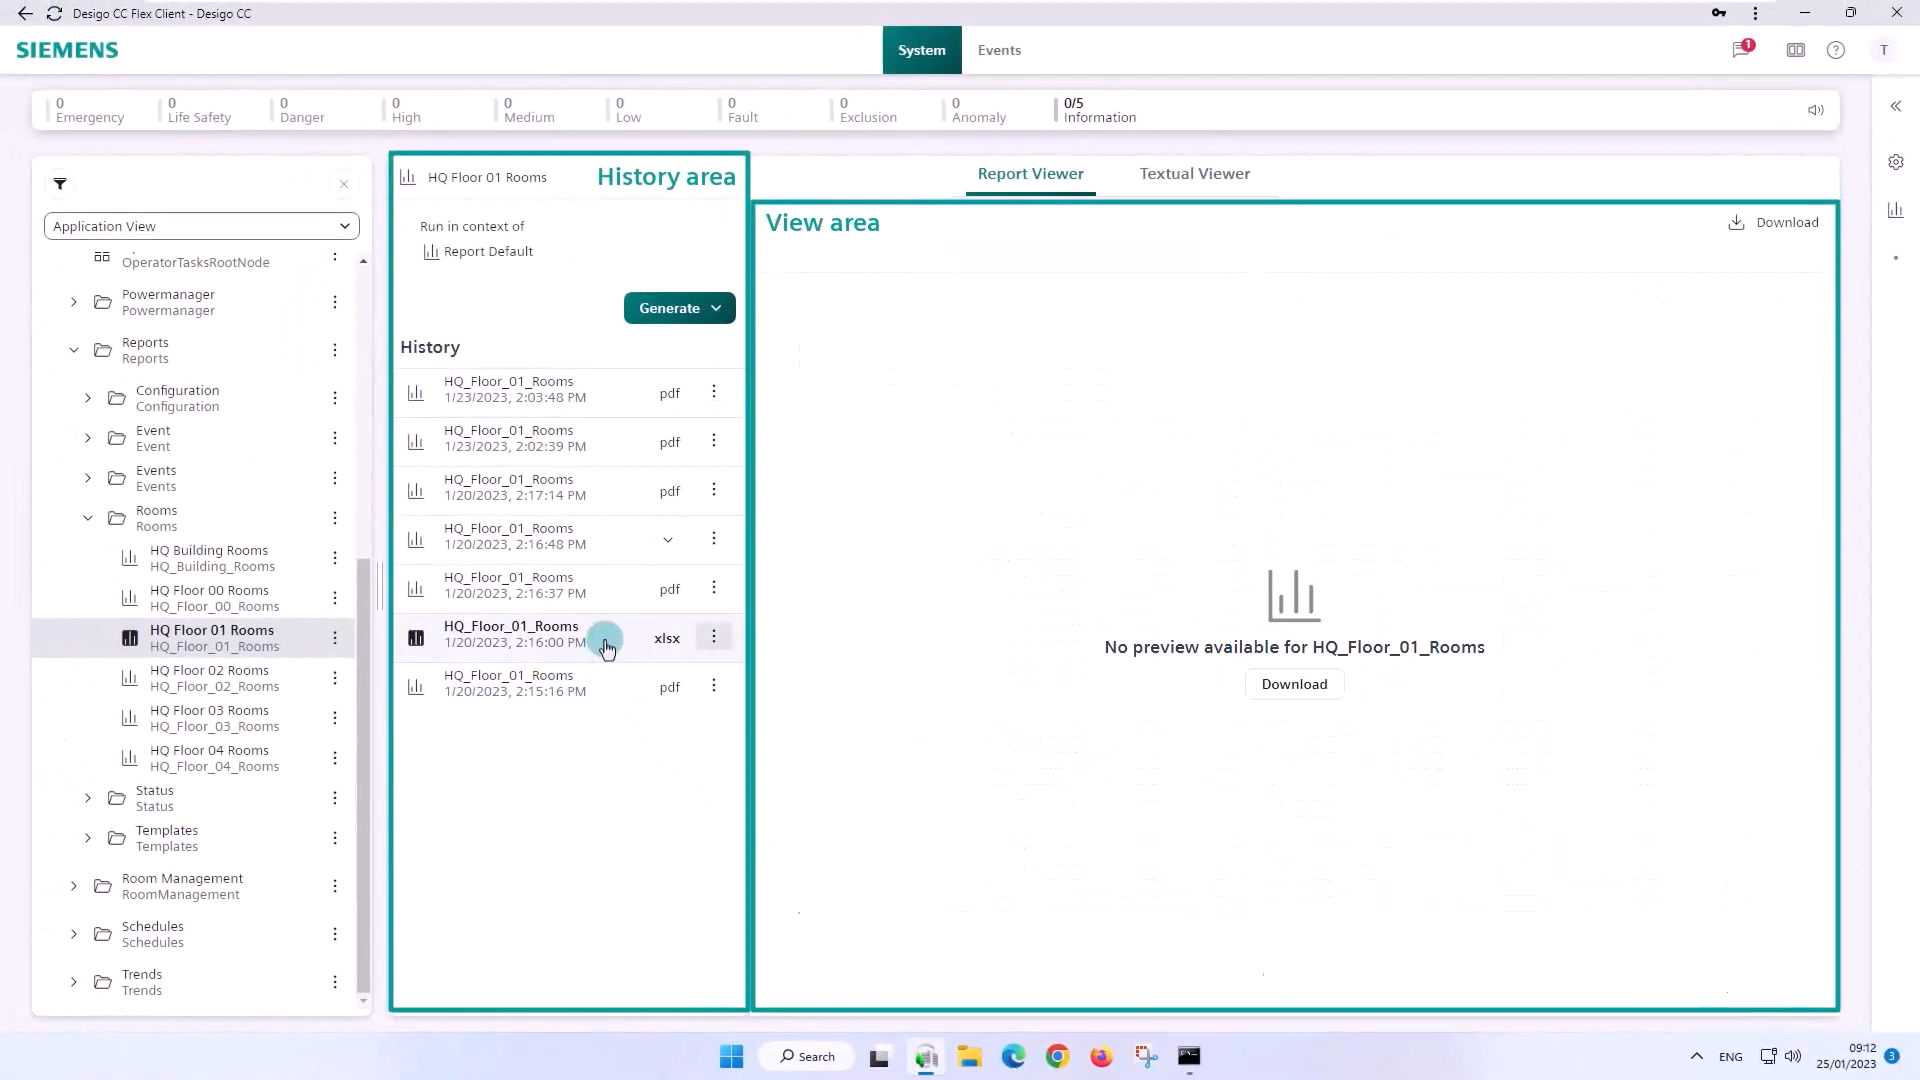 Desigo CC Flex Client - Desigo CC
SIEMENS
System
Events
1
T
0
Emergency
0
Life Safety
0
Danger
0
High
0
Medium
0
Low
0
Fault
0
Exclusion
0
Anomaly
0/5
Information
Application View
OperatorTasksRootNode
Powermanager
Powermanager
Reports
Reports
Configuration
Configuration
Event
Event
Events
Events
Rooms
Rooms
HQ Building Rooms
HQ_Building_Rooms
HQ Floor 00 Rooms
HQ_Floor_00_Rooms
HQ Floor 01 Rooms
HQ_Floor_01_Rooms
HQ Floor 02 Rooms
HQ_Floor_02_Rooms
HQ Floor 03 Rooms
HQ_Floor_03_Rooms
HQ Floor 04 Rooms
HQ_Floor_04_Rooms
Status
Status
Templates
Templates
Room Management
RoomManagement
Schedules
Schedules
Trends
Trends
HQ Floor 01 Rooms
History area
Run in context of
Report Default
Generate
History
HQ_Floor_01_Rooms
1/23/2023, 2:03:48 PM
pdf
HQ_Floor_01_Rooms
1/23/2023, 2:02:39 PM
pdf
HQ_Floor_01_Rooms
1/20/2023, 2:17:14 PM
pdf
HQ_Floor_01_Rooms
1/20/2023, 2:16:48 PM
HQ_Floor_01_Rooms
1/20/2023, 2:16:37 PM
pdf
HQ_Floor_01_Rooms
1/20/2023, 2:16:00 PM
xlsx
HQ_Floor_01_Rooms
1/20/2023, 2:15:16 PM
pdf
Report Viewer
Textual Viewer
View area
Download
No preview available for HQ_Floor_01_Rooms
Download
Search
ENG
09:12
25/01/2023
3